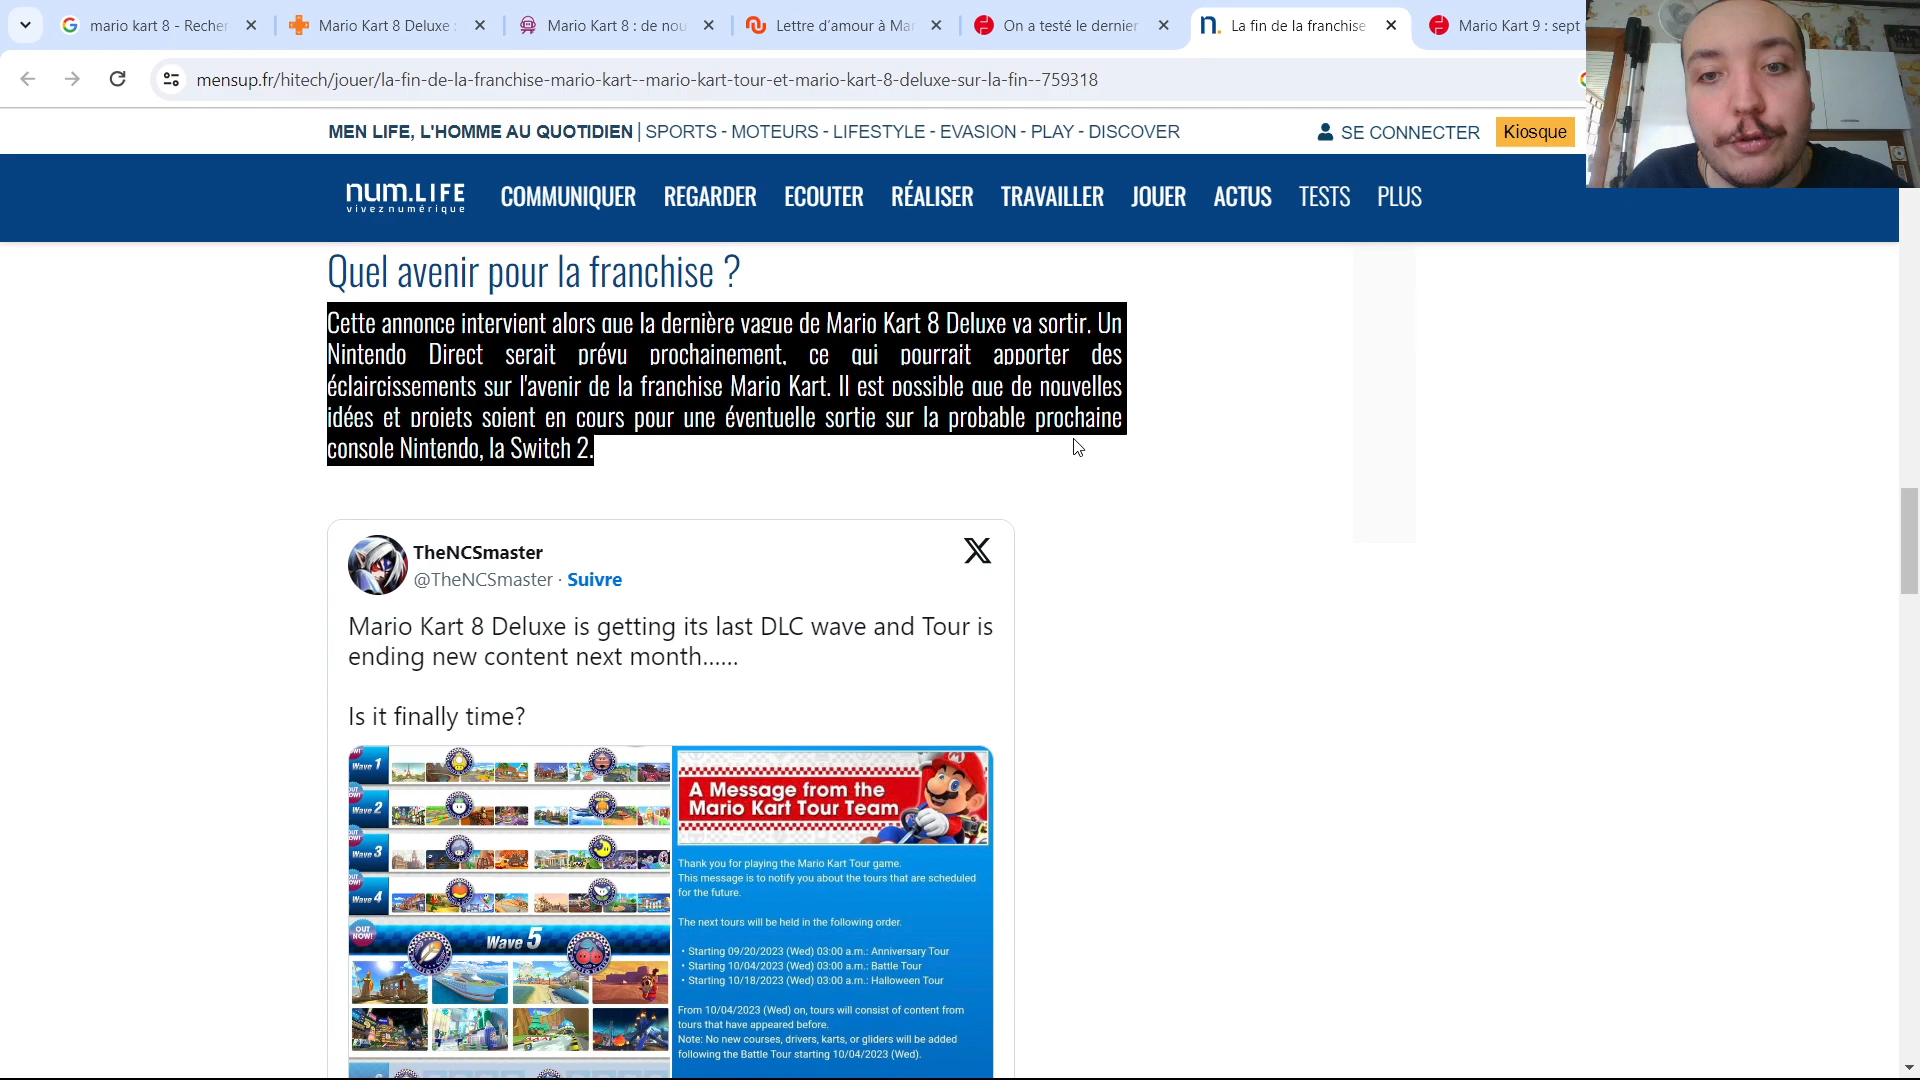 mario kart 8 - Recher
Mario Kart 8 Deluxe :
Mario Kart 8 : de nou
Lettre d'amour à Mar
On a testé le dernier
La fin de la franchise
Mario Kart 9 : sept
mensup.fr/hitech/jouer/la-fin-de-la-franchise-mario-kart--mario-kart-tour-et-mario-kart-8-deluxe-sur-la-fin--759318
MEN LIFE, L'HOMME AU QUOTIDIEN | SPORTS - MOTEURS - LIFESTYLE - EVASION - PLAY - DISCOVER
SE CONNECTER
Kiosque
num.LIFE
vivez numérique
COMMUNIQUER REGARDER ECOUTER RÉALISER TRAVAILLER JOUER ACTUS TESTS PLUS
Quel avenir pour la franchise ?
Cette annonce intervient alors que la dernière vague de Mario Kart 8 Deluxe va sortir. Un
Nintendo Direct serait prévu prochainement, ce qui pourrait apporter des
éclaircissements sur l'avenir de la franchise Mario Kart. Il est possible que de nouvelles
idées et projets soient en cours pour une éventuelle sortie sur la probable prochaine
console Nintendo, la Switch 2.
TheNCSmaster
@TheNCSmaster · Suivre
Mario Kart 8 Deluxe is getting its last DLC wave and Tour is
ending new content next month......
Is it finally time?
Wave 1
OUT NOW!
Wave 2
OUT NOW!
Wave 3
OUT NOW!
Wave 4
OUT NOW!
Wave 5
A Message from the
Mario Kart Tour Team
Thank you for playing the Mario Kart Tour game.
This message is to notify you about the tours that are scheduled
for the future.
The next tours will be held in the following order.
• Starting 09/20/2023 (Wed) 03:00 a.m.: Anniversary Tour
• Starting 10/04/2023 (Wed) 03:00 a.m.: Battle Tour
• Starting 10/18/2023 (Wed) 03:00 a.m.: Halloween Tour
From 10/04/2023 (Wed) on, tours will consist of content from
tours that have appeared before.
Note: No new courses, drivers, karts, or gliders will be added
following the Battle Tour starting 10/04/2023 (Wed).